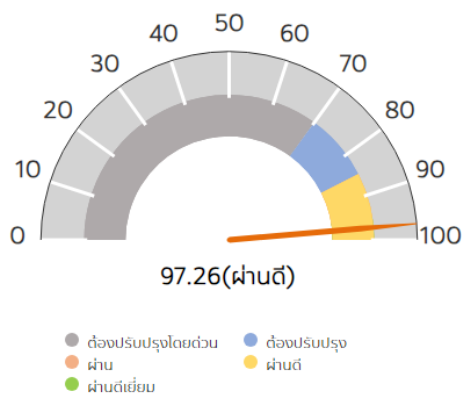 50
40
60
30
70
20
80
10
90
0
100
97.26(ผ่านดี)
ต้องปรับปรุงโดยด่วน
ต้องปรับปรุง
ผ่าน
ผ่านดี
ผ่านดีเยี่ยม